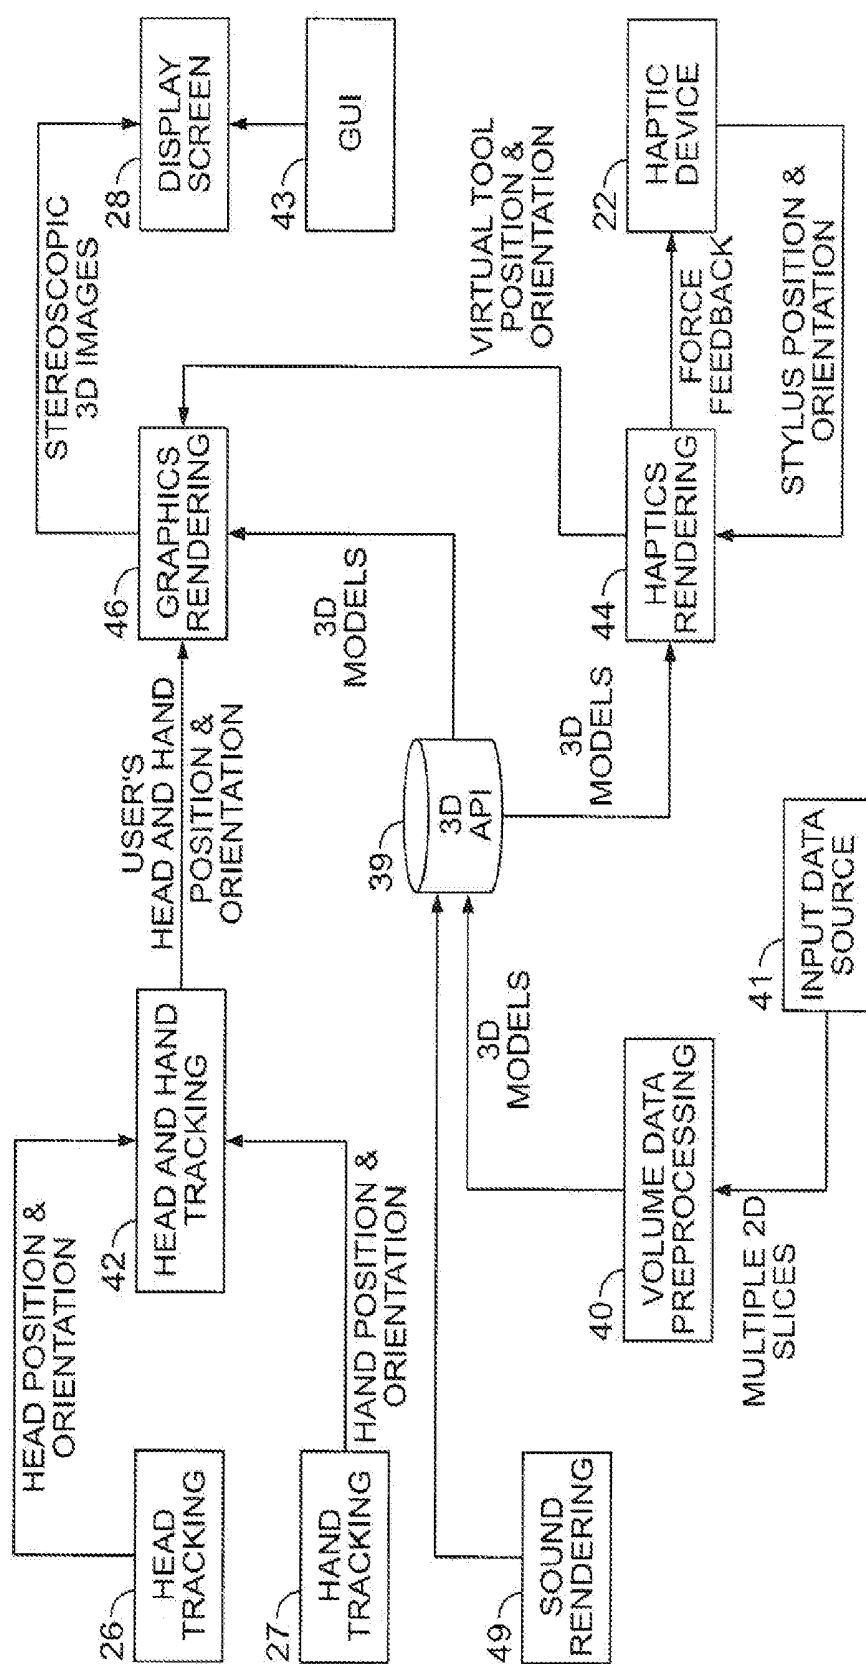 26
HEAD
TRACKING
HEAD POSITION &
ORIENTATION
27
HAND
TRACKING
HAND POSITION &
ORIENTATION
42
HEAD AND HAND
TRACKING
USER'S
HEAD AND HAND
POSITION &
ORIENTATION
46
GRAPHICS
RENDERING
STEREOSCOPIC
3D IMAGES
28
DISPLAY
SCREEN
43
GUI
49
SOUND
RENDERING
39
3D
API
3D
MODELS
3D
MODELS
3D
MODELS
40
VOLUME DATA
PREPROCESSING
MULTIPLE 2D
SLICES
41
INPUT DATA
SOURCE
44
HAPTICS
RENDERING
VIRTUAL TOOL
POSITION &
ORIENTATION
FORCE
FEEDBACK
22
HAPTIC
DEVICE
STYLUS POSITION &
ORIENTATION